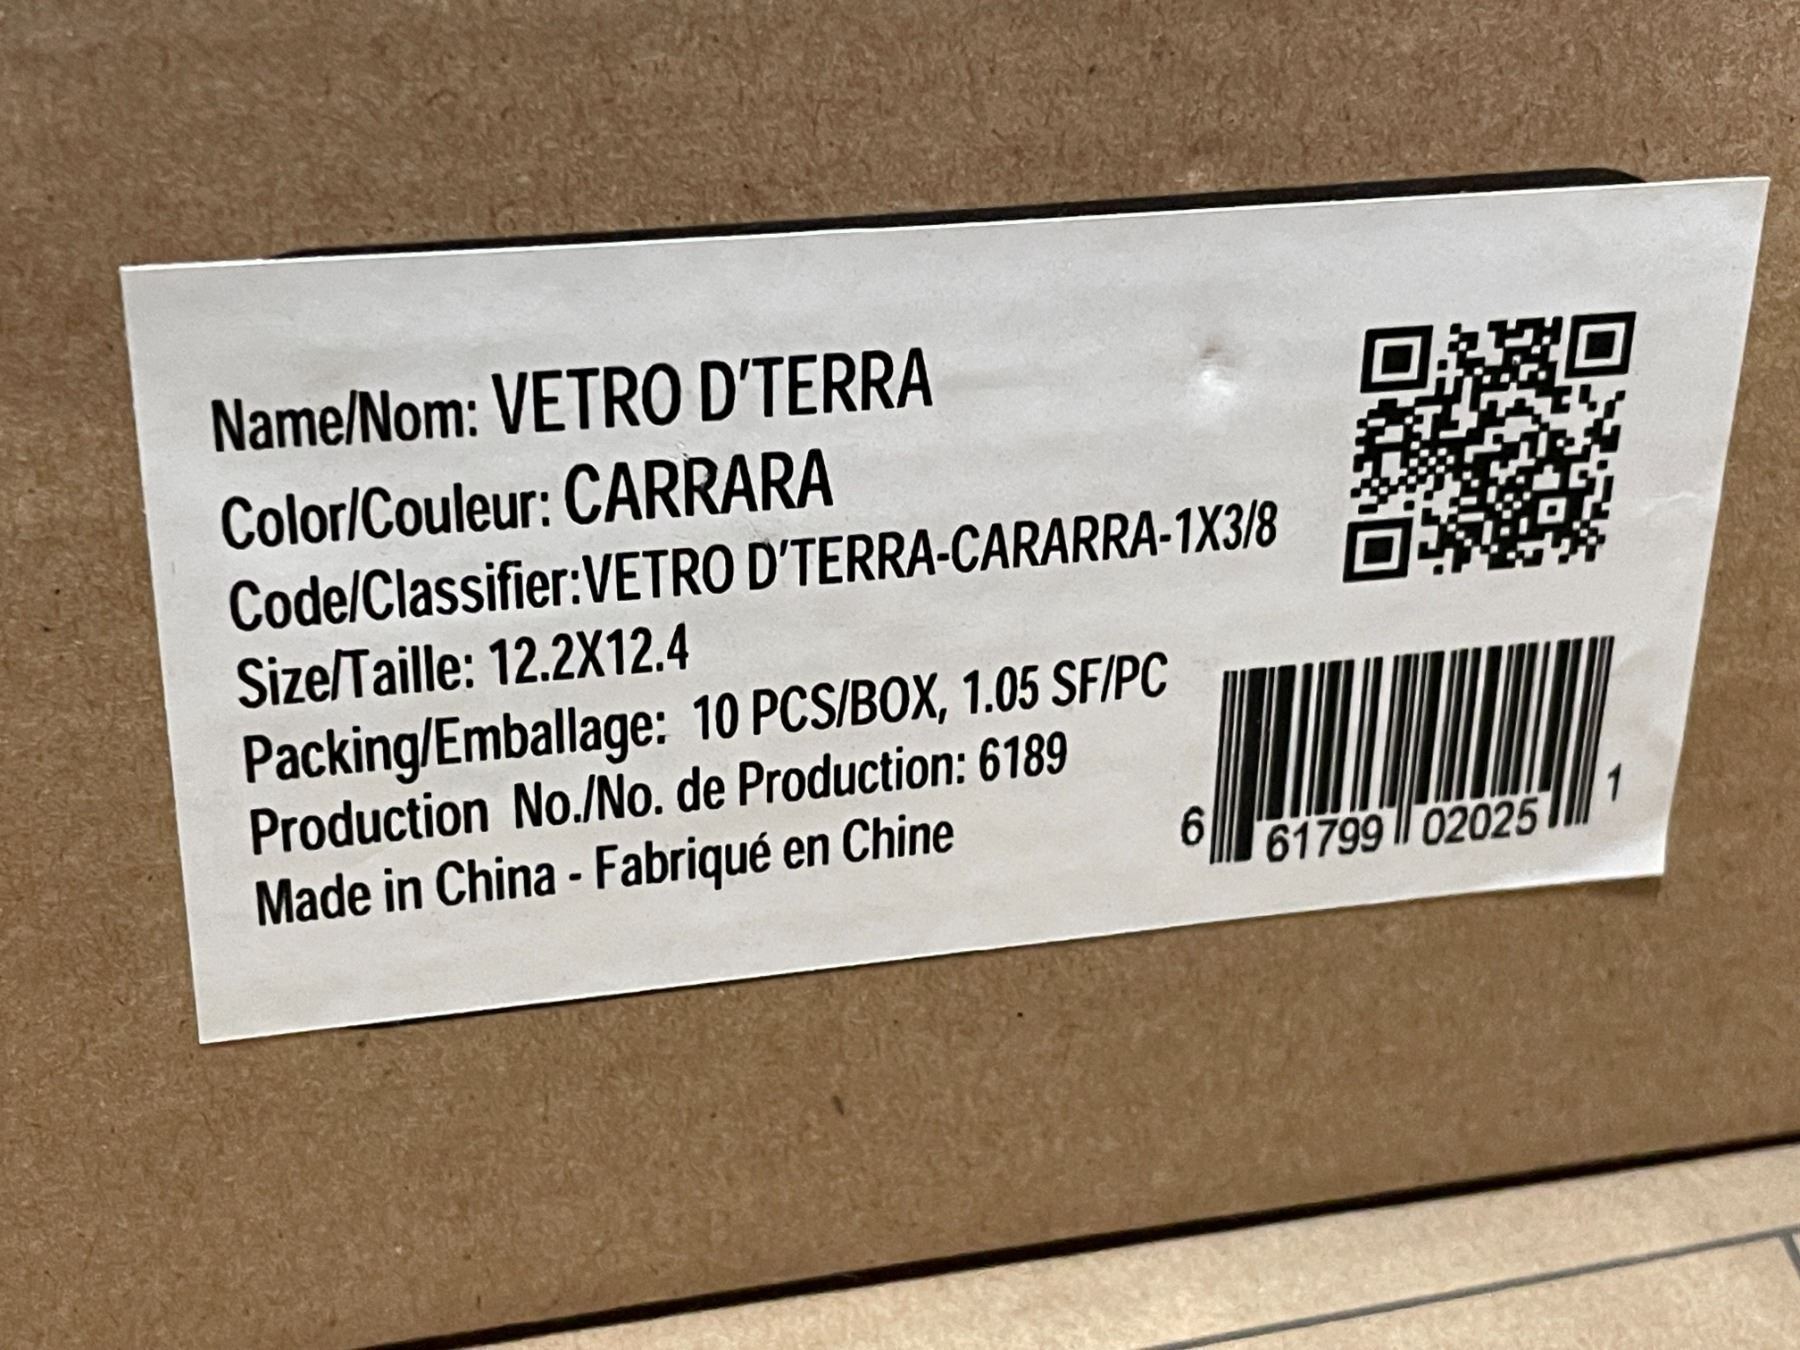 Name/Nom: VETRO D'TERRA
Color/Couleur: CARRARA
Code/Classifier:VETRO D'TERRA-CARARRA-1X3/8
Size/Taille: 12.2X12.4
Packing/Emballage: 10 PCS/BOX, 1.05 SF/PC
Production No./No. de Production: 6189
Made in China - Fabriqué en Chine
6 61799 02025 1